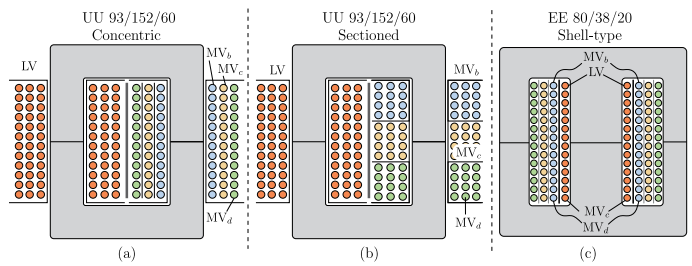 UU 93/152/60
Concentric
LV
MV_b
MV_c
MV_d
(a)
UU 93/152/60
Sectioned
LV
MV_b
MV_c
MV_d
(b)
EE 80/38/20
Shell-type
MV_b
LV
MV_c
MV_d
(c)